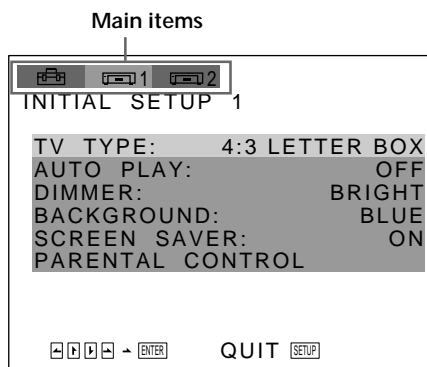 Main items
1 2
INITIAL SETUP 1
TV TYPE: 4:3 LETTER BOX
AUTO PLAY: OFF
DIMMER: BRIGHT
BACKGROUND: BLUE
SCREEN SAVER: ON
PARENTAL CONTROL
ENTER QUIT SETUP